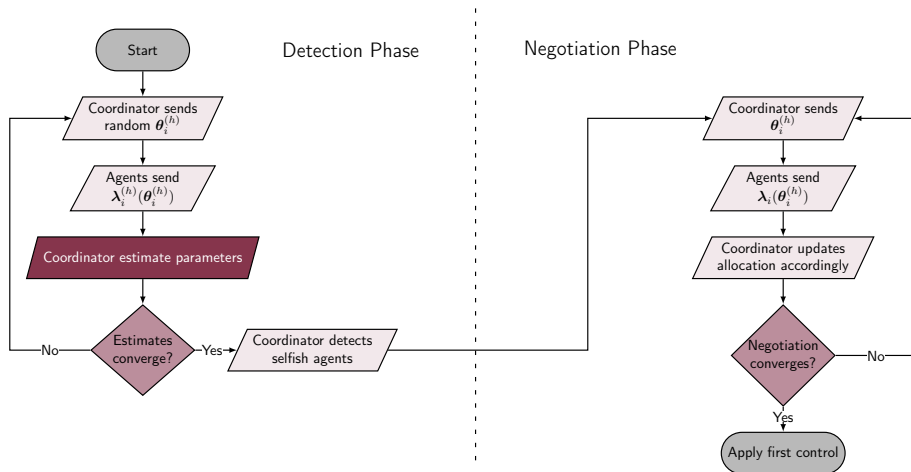 Detection Phase
Negotiation Phase
Start
Coordinator sends
random θ_i^{(h)}
Agents send
λ_i^{(h)}(θ_i^{(h)})
Coordinator estimate parameters
Estimates
converge?
No
Yes
Coordinator detects
selfish agents
Coordinator sends
θ_i^{(h)}
Agents send
λ_i(θ_i^{(h)})
Coordinator updates
allocation accordingly
Negotiation
converges?
No
Yes
Apply first control